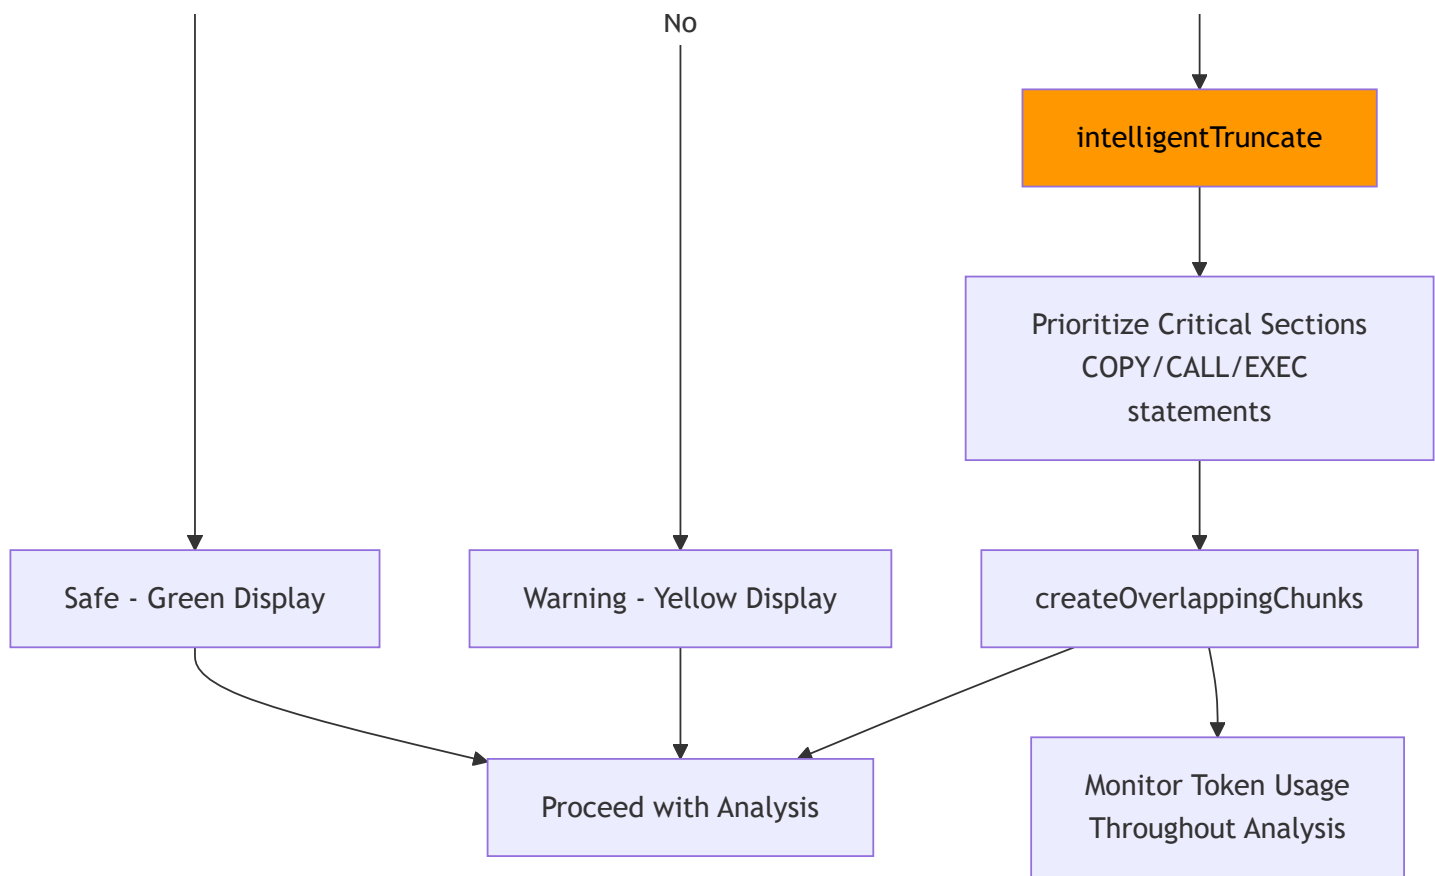 No
intelligentTruncate
Prioritize Critical Sections
COPY/CALL/EXEC
statements
Safe - Green Display
Warning - Yellow Display
createOverlappingChunks
Proceed with Analysis
Monitor Token Usage
Throughout Analysis